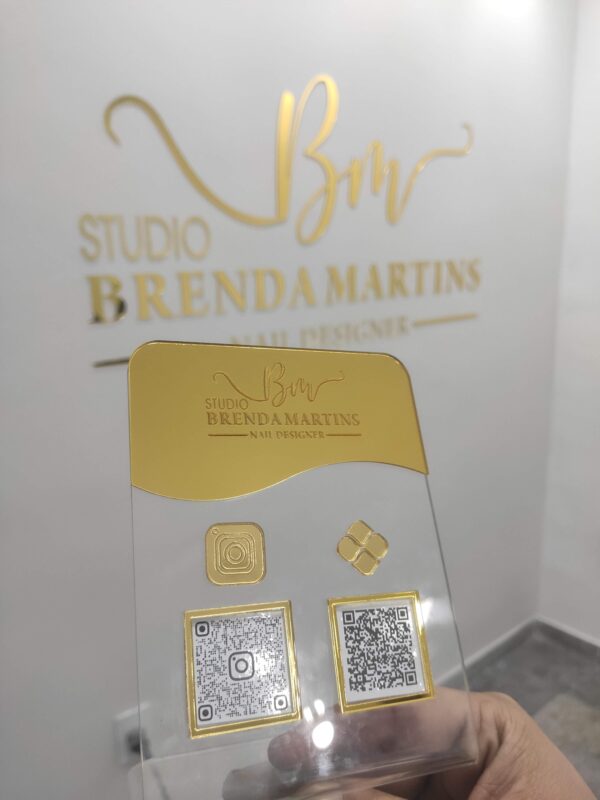 Bm
STUDIO
BRENDA MARTINS
NAIL DESIGNER
Bm
STUDIO
BRENDA MARTINS
NAIL DESIGNER